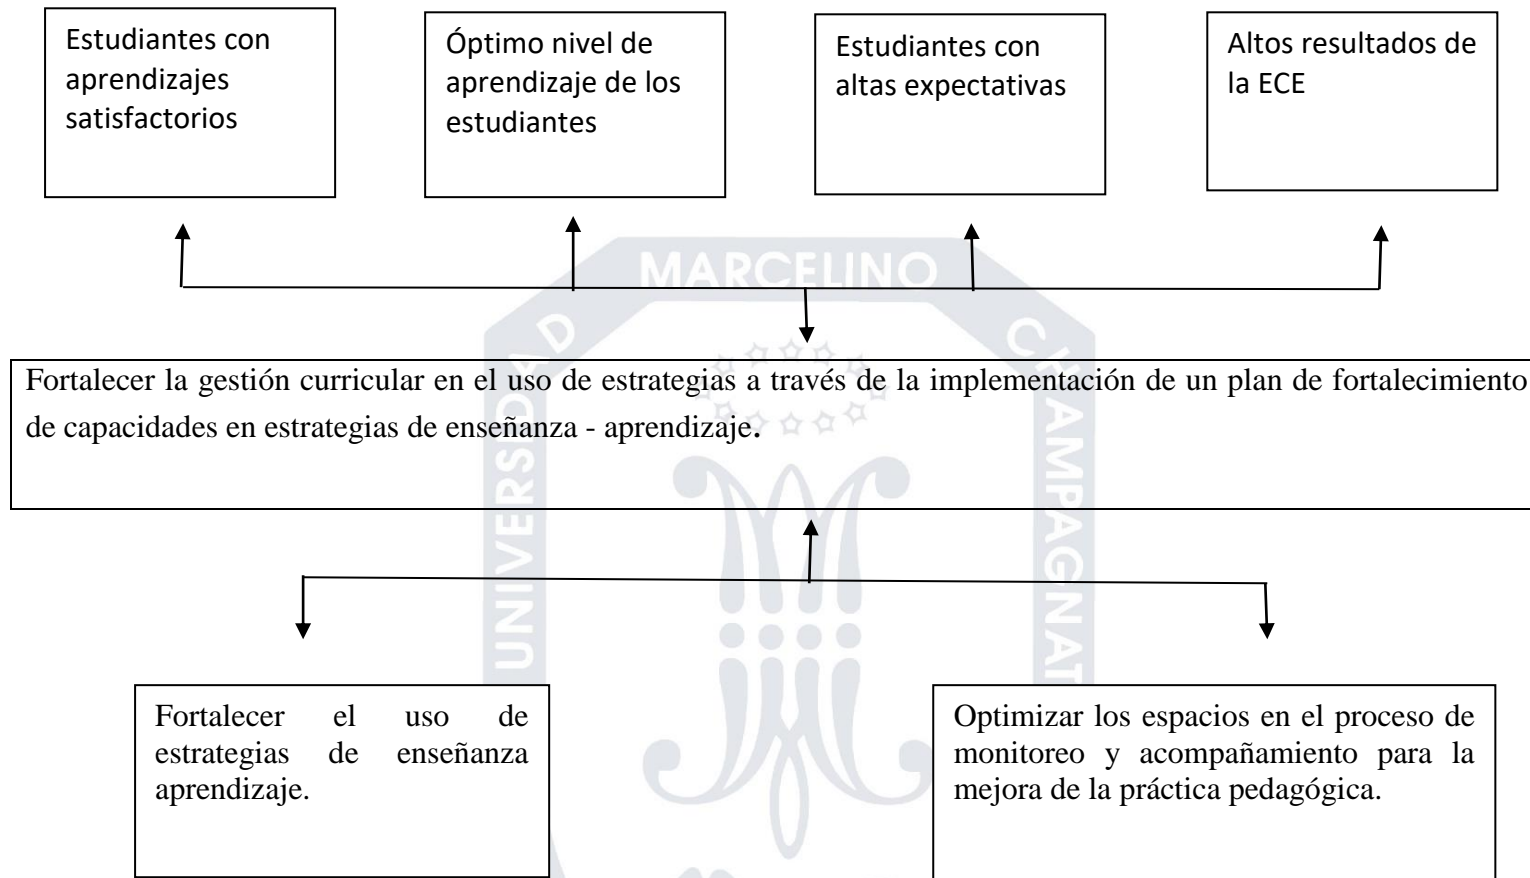 Estudiantes con
aprendizajes
satisfactorios
Óptimo nivel de
aprendizaje de los
estudiantes
Estudiantes con
altas expectativas
Altos resultados de
la ECE
Fortalecer la gestión curricular en el uso de estrategias a través de la implementación de un plan de fortalecimiento
de capacidades en estrategias de enseñanza - aprendizaje.
Fortalecer el uso de
estrategias de enseñanza
aprendizaje.
Optimizar los espacios en el proceso de
monitoreo y acompañamiento para la
mejora de la práctica pedagógica.
UNIVERSIDAD
MARCELINO
CHAMPAGNAT